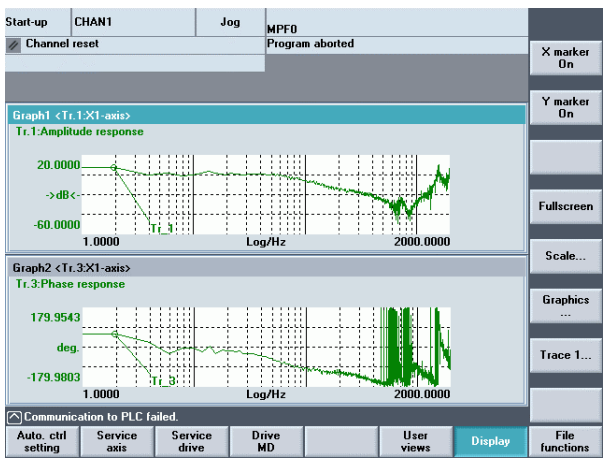 Start-up CHAN1 Jog MPF0
Channel reset Program aborted
X marker
On
Y marker
On
Graph1 <Tr.1:X1-axis>
Tr.1:Amplitude response
20.0000
->dB<-
-60.0000
Tr_1
1.0000 Log/Hz 2000.0000
Fullscreen
Scale...
Graph2 <Tr.3:X1-axis>
Tr.3:Phase response
179.9543
deg.
-179.9803
Tr_3
1.0000 Log/Hz 2000.0000
Graphics
...
Trace 1...
Communication to PLC failed.
Auto. ctrl
setting
Service
axis
Service
drive
Drive
MD
User
views
Display
File
functions